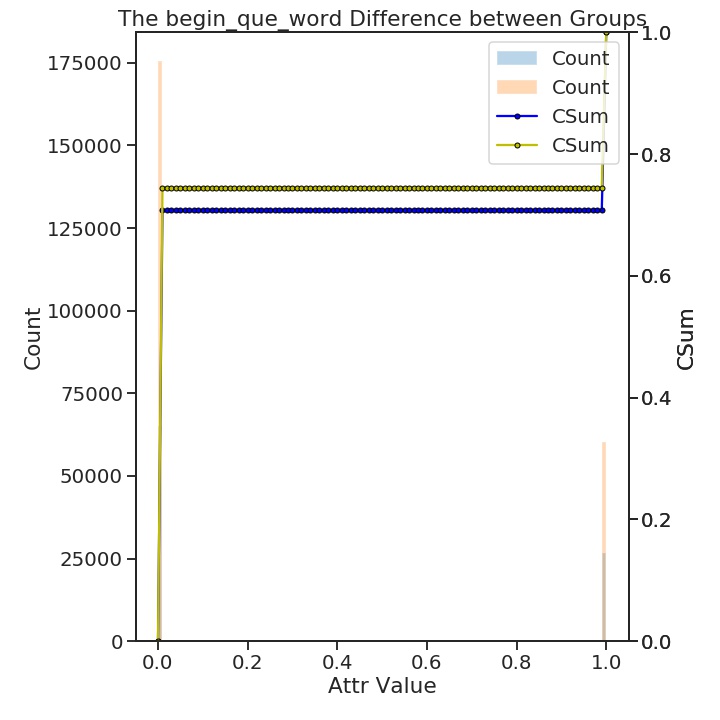 The begin_que_word Difference between Groups
Count
Count
CSum
CSum
175000
150000
125000
100000
75000
50000
25000
0
Count
1.0
0.8
0.6
0.4
0.2
0.0
CSum
0.0 0.2 0.4 0.6 0.8 1.0
Attr Value